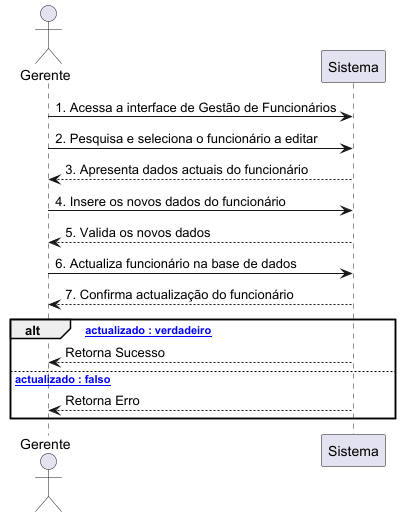 Gerente
Sistema
1. Acessa a interface de Gestão de Funcionários
2. Pesquisa e seleciona o funcionário a editar
3. Apresenta dados actuais do funcionário
4. Insere os novos dados do funcionário
5. Valida os novos dados
6. Actualiza funcionário na base de dados
7. Confirma actualização do funcionário
alt actualizado : verdadeiro
Retorna Sucesso
actualizado : falso
Retorna Erro
Gerente
Sistema